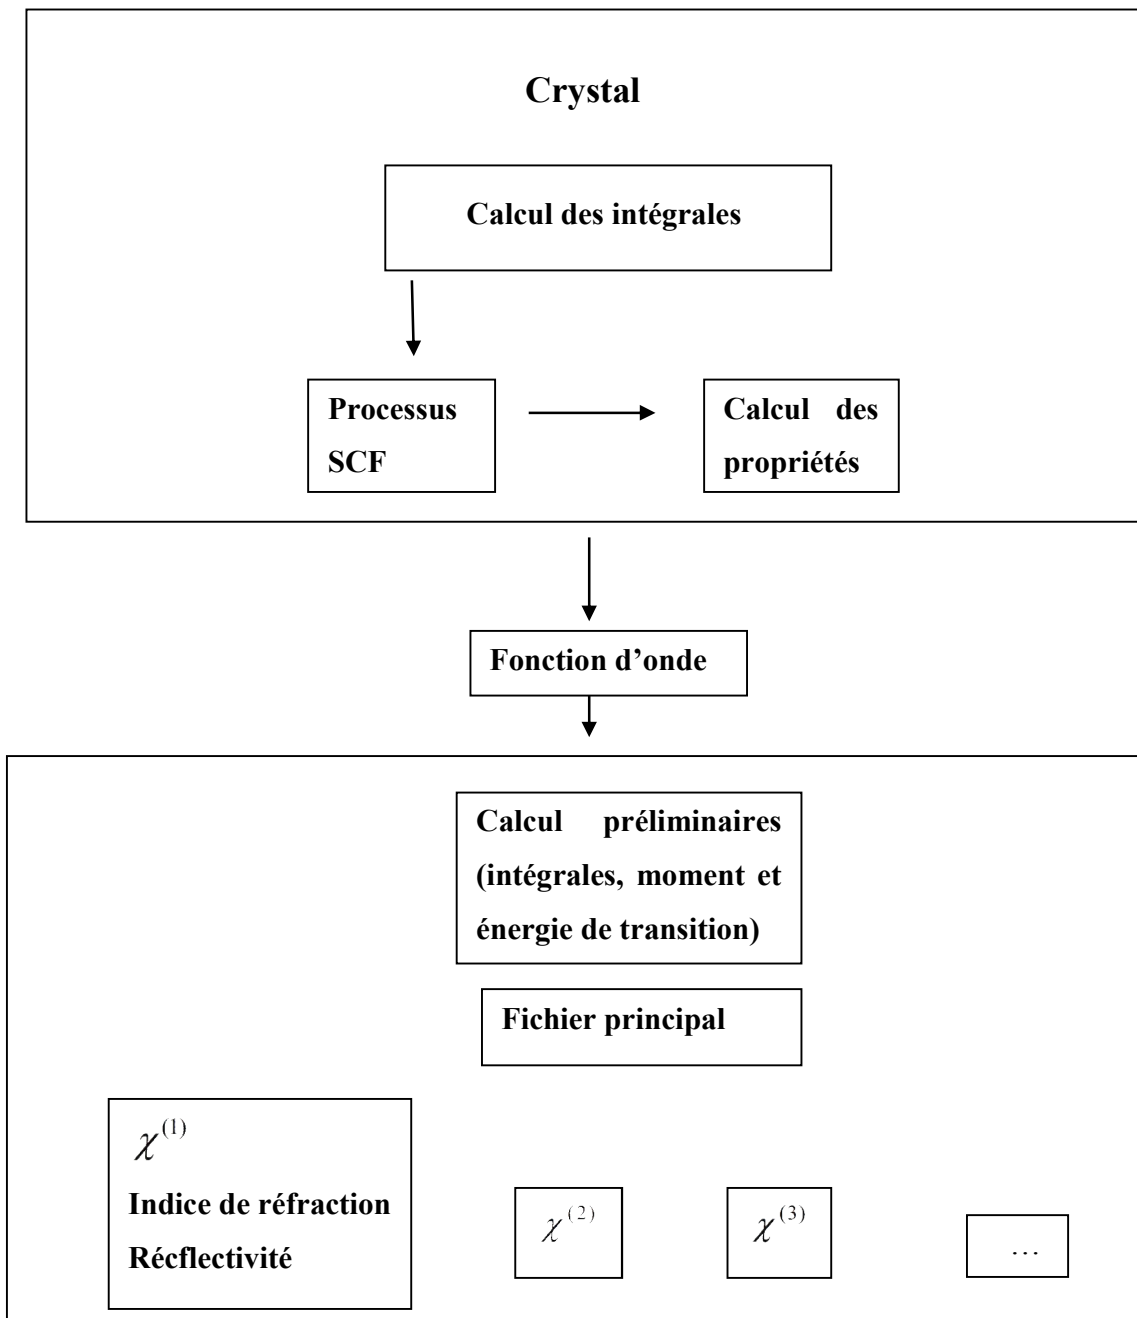 Crystal
Calcul des intégrales
Processus
SCF
Calcul des
propriétés
Fonction d’onde
Calcul préliminaires
(intégrales, moment et
énergie de transition)
Fichier principal
χ⁽¹⁾
Indice de réfraction
Récflectivité
χ⁽²⁾
χ⁽³⁾
…